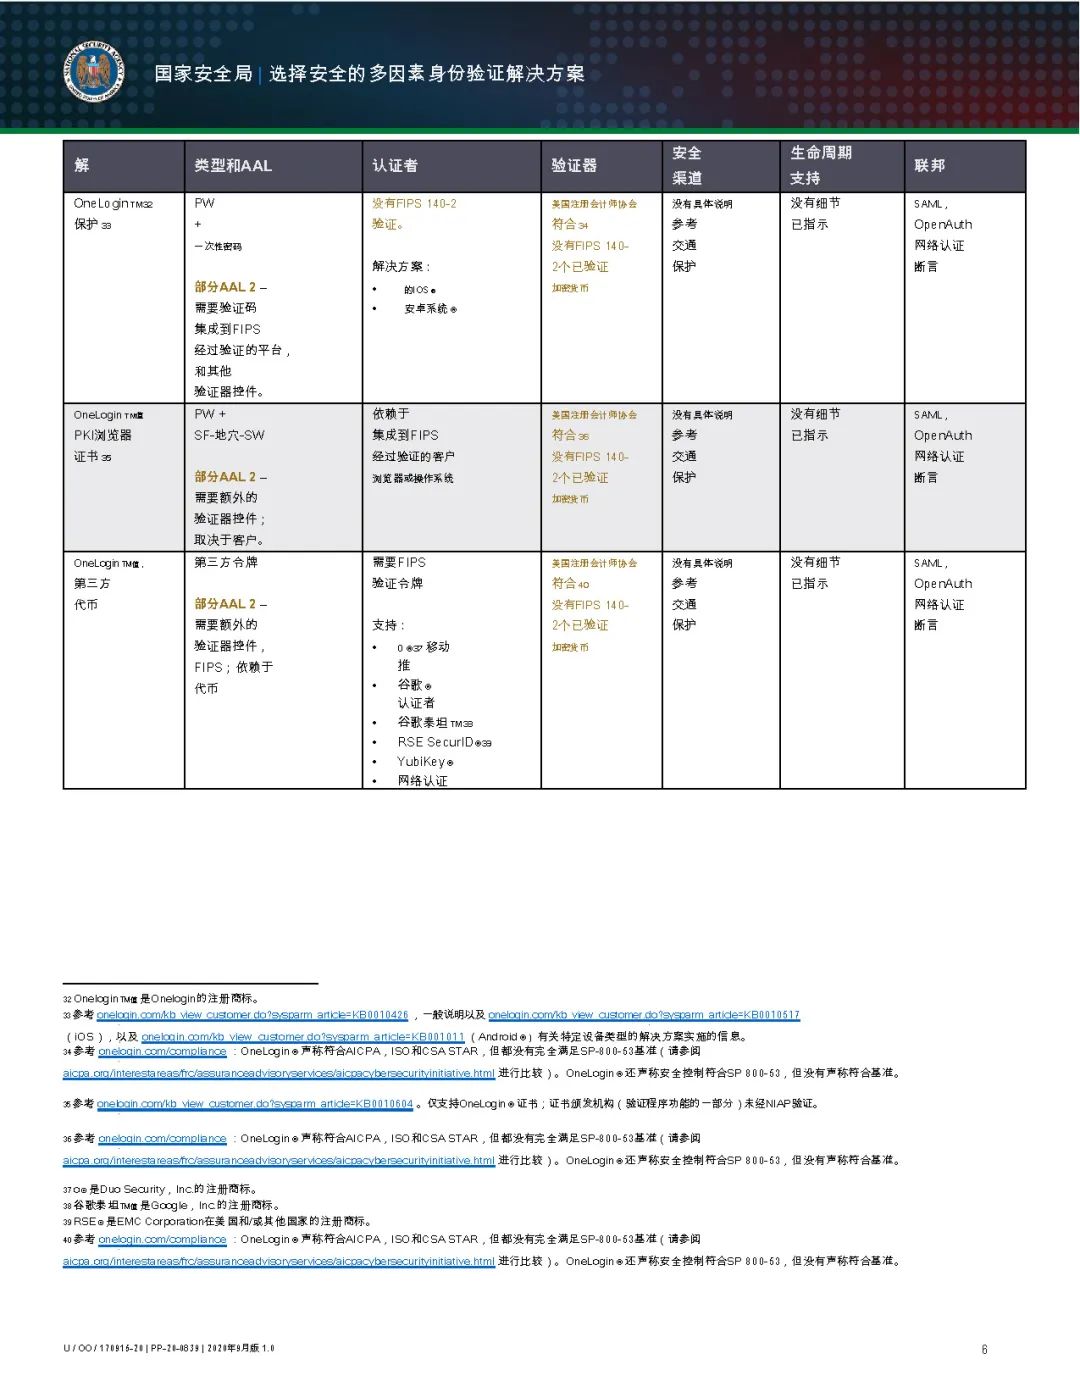 国家安全局 | 选择安全的多因素身份验证解决方案
解
类型和AAL
认证者
验证器
安全
渠道
生命周期
支持
联邦
OneLogin TM32
保护 33
PW
+
一次性密码
部分AAL 2 –
需要验证码
集成到FIPS
经过验证的平台，
和其他
验证器控件。
没有FIPS 140-2
验证。
解决方案：
• 的IOS ®
• 安卓系统 ®
美国注册会计师协会
符合 34
没有FIPS 140-
2个已验证
加密货币
没有具体说明
参考
交通
保护
没有细节
已指示
SAML，
OpenAuth
网络认证
断言
OneLogin TM值
PKI浏览器
证书 35
PW +
SF-地穴-SW
部分AAL 2 –
需要额外的
验证器控件；
取决于客户。
依赖于
集成到FIPS
经过验证的客户
浏览器或操作系统
美国注册会计师协会
符合 36
没有FIPS 140-
2个已验证
加密货币
没有具体说明
参考
交通
保护
没有细节
已指示
SAML，
OpenAuth
网络认证
断言
OneLogin TM值，
第三方
代币
第三方令牌
部分AAL 2 –
需要额外的
验证器控件，
FIPS；依赖于
代币
需要FIPS
验证令牌
支持：
• o ®37 移动
推
• 谷歌 ®
认证者
• 谷歌泰坦 TM38
• RSE SecurID ®39
• YubiKey ®
• 网络认证
美国注册会计师协会
符合 40
没有FIPS 140-
2个已验证
加密货币
没有具体说明
参考
交通
保护
没有细节
已指示
SAML，
OpenAuth
网络认证
断言
32 Onelogin TM值 是Onelogin的注册商标。
33 参考 onelogin.com/kb_view_customer.do?sysparm_article=KB0010426 ，一般说明以及 onelogin.com/kb_view_customer.do?sysparm_article=KB0010517
（iOS），以及 onelogin.com/kb_view_customer.do?sysparm_article=KB001011 （Android ®）有关特定设备类型的解决方案实施的信息。
34 参考 onelogin.com/compliance ：OneLogin ® 声称符合AICPA，ISO和CSA STAR，但都没有完全满足SP-800-53基准（请参阅
aicpa.org/interestareas/frc/assuranceadvisoryservices/aicpacybersecurityinitiative.html 进行比较）。OneLogin ® 还声称安全控制符合SP 800-53，但没有声称符合基准。
35 参考 onelogin.com/kb_view_customer.do?sysparm_article=KB0010604 。仅支持OneLogin ® 证书；证书颁发机构（验证程序功能的一部分）未经NIAP验证。
36 参考 onelogin.com/compliance ：OneLogin ® 声称符合AICPA，ISO和CSA STAR，但都没有完全满足SP-800-53基准（请参阅
aicpa.org/interestareas/frc/assuranceadvisoryservices/aicpacybersecurityinitiative.html 进行比较）。OneLogin ® 还声称安全控制符合SP 800-53，但没有声称符合基准。
37 o ® 是Duo Security，Inc.的注册商标。
38 谷歌泰坦 TM值 是Google，Inc.的注册商标。
39 RSE ® 是EMC Corporation在美国和/或其他国家的注册商标。
40 参考 onelogin.com/compliance ：OneLogin ® 声称符合AICPA，ISO和CSA STAR，但都没有完全满足SP-800-53基准（请参阅
aicpa.org/interestareas/frc/assuranceadvisoryservices/aicpacybersecurityinitiative.html 进行比较）。OneLogin ® 还声称安全控制符合SP 800-53，但没有声称符合基准。
U / OO / 170915-20 | PP-20-0839 | 2020年9月版 1.0
6